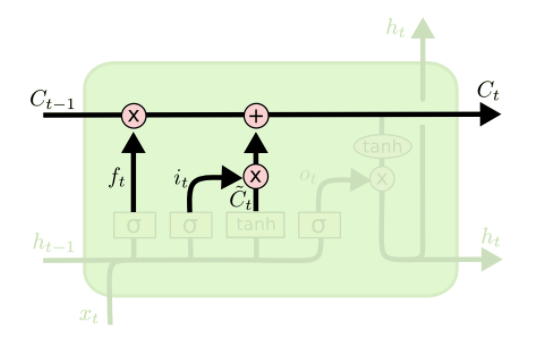 h_t
C_{t-1} x + C_t
tanh
f_t i_t x C̃_t o_t x
σ σ tanh σ
h_{t-1} h_t
x_t